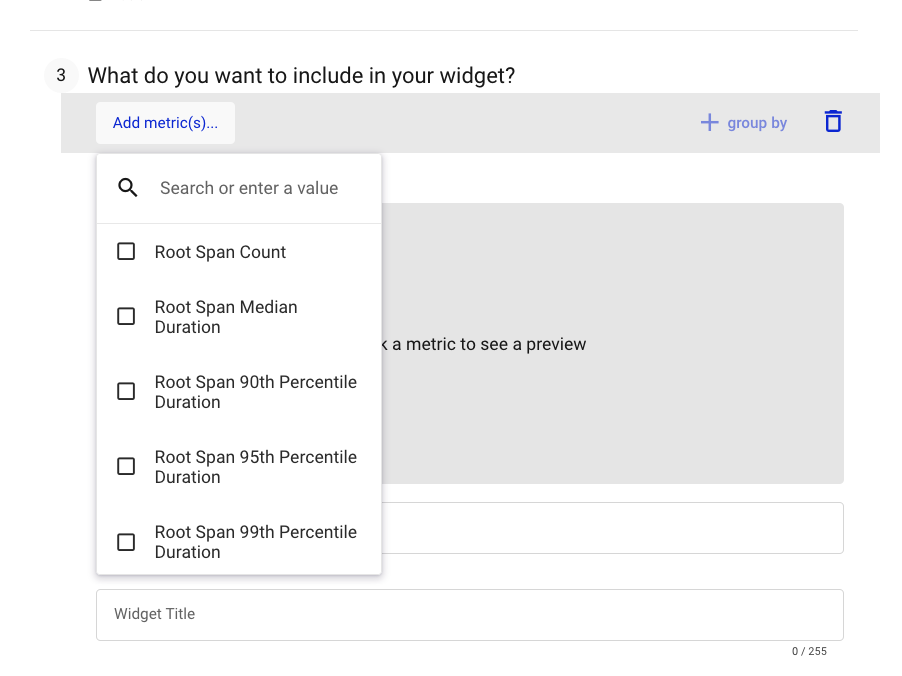 3 What do you want to include in your widget?
Add metric(s)... + group by
Search or enter a value
Root Span Count
Root Span Median
Duration
a metric to see a preview
Root Span 90th Percentile
Duration
Root Span 95th Percentile
Duration
Root Span 99th Percentile
Duration
Widget Title
0 / 255